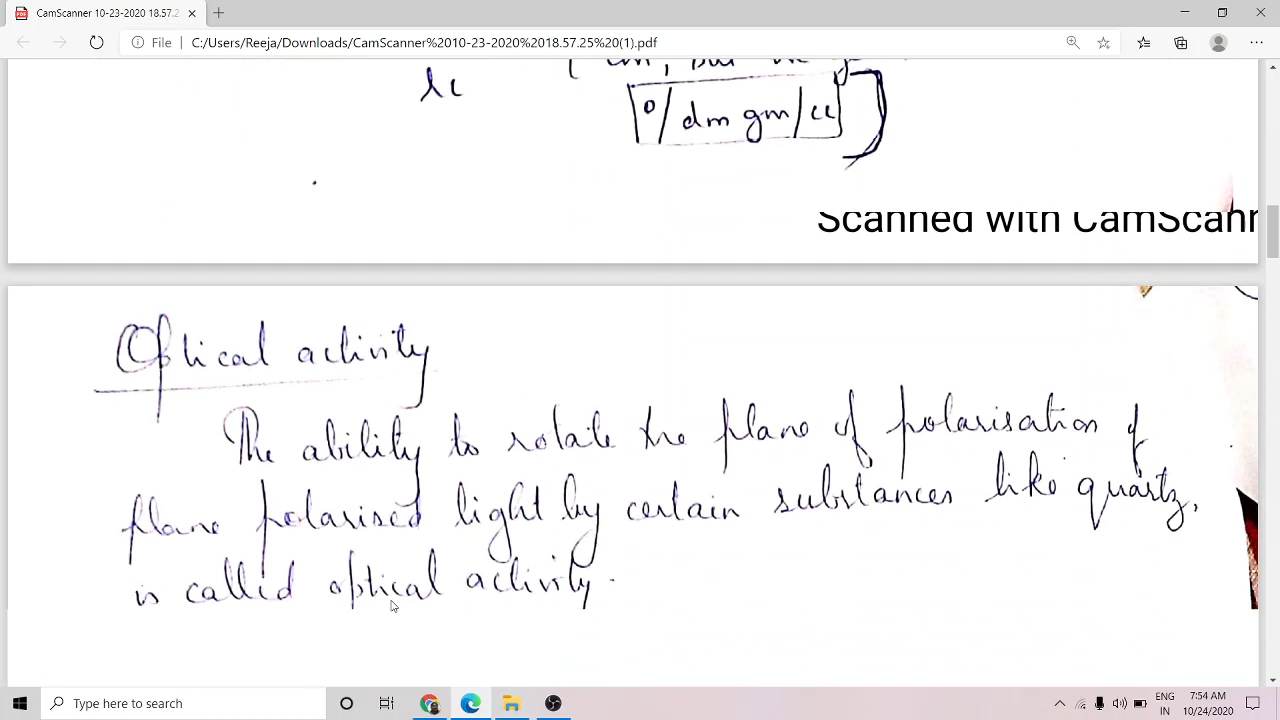 CamScanner 10-23-2020 18.57.2
File C:/Users/Reeja/Downloads/CamScanner%2010-23-2020%2018.57.25%20(1).pdf
lc
°/dm gm/cc
Scanned with CamScann
Optical activity
The ability to rotate the plane of polarisation of
plane polarised light by certain substances like quartz,
is called optical activity.
Type here to search
ENG
IN
7:54 AM
10/24/2020